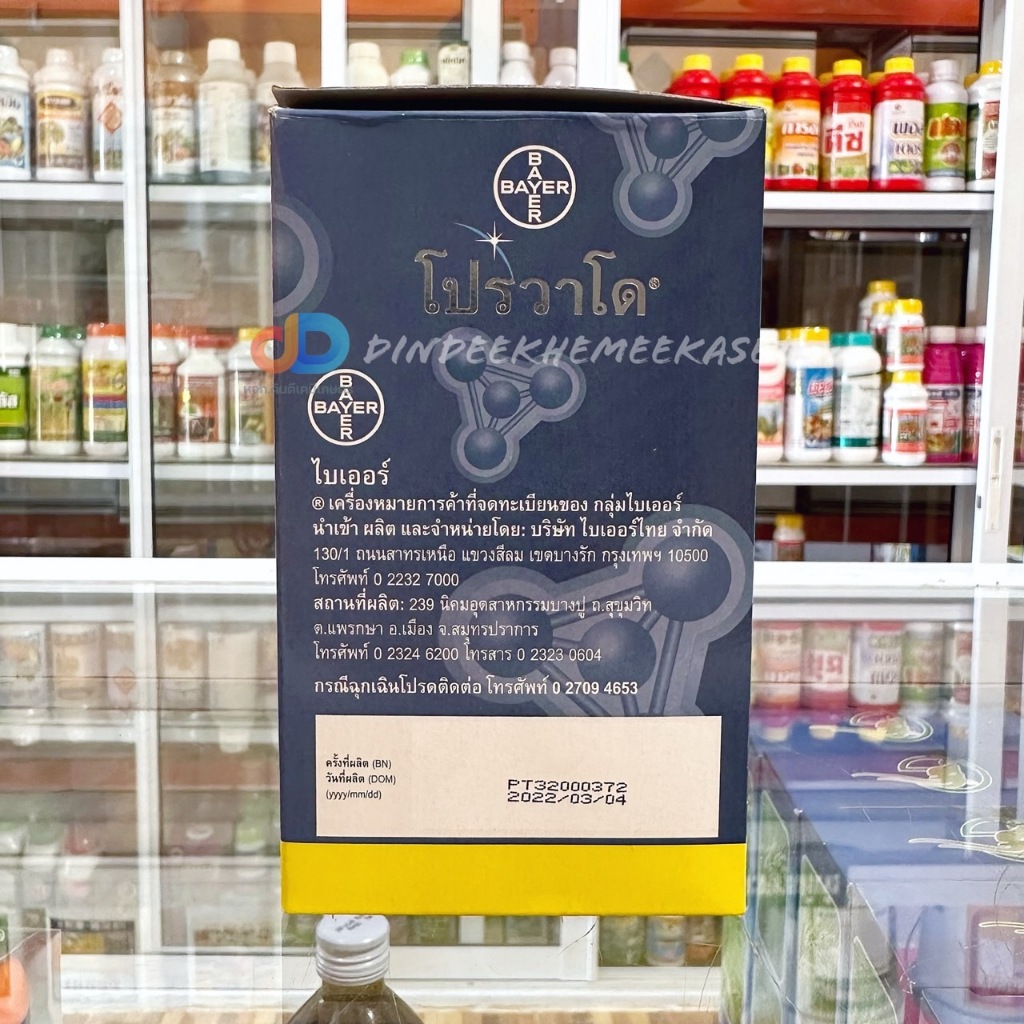 BAYER
BAYER
โปรวาโด®
DINDEEKHEMEEKASE
BAYER
BAYER
ไบเออร์
® เครื่องหมายการค้าที่จดทะเบียนของ กลุ่มไบเออร์
นำเข้า ผลิต และจำหน่ายโดย: บริษัท ไบเออร์ไทย จำกัด
130/1 ถนนสาทรเหนือ แขวงสีลม เขตบางรัก กรุงเทพฯ 10500
โทรศัพท์ 0 2232 7000
สถานที่ผลิต: 239 นิคมอุตสาหกรรมบางปู ถ.สุขุมวิท
ต.แพรกษา อ.เมือง จ.สมุทรปราการ
โทรศัพท์ 0 2324 6200 โทรสาร 0 2323 0604
กรณีฉุกเฉินโปรดติดต่อ โทรศัพท์ 0 2709 4653
ครั้งที่ผลิต (BN)
วันที่ผลิต (DOM)
(yyyy/mm/dd)
PT32000372
2022/03/04